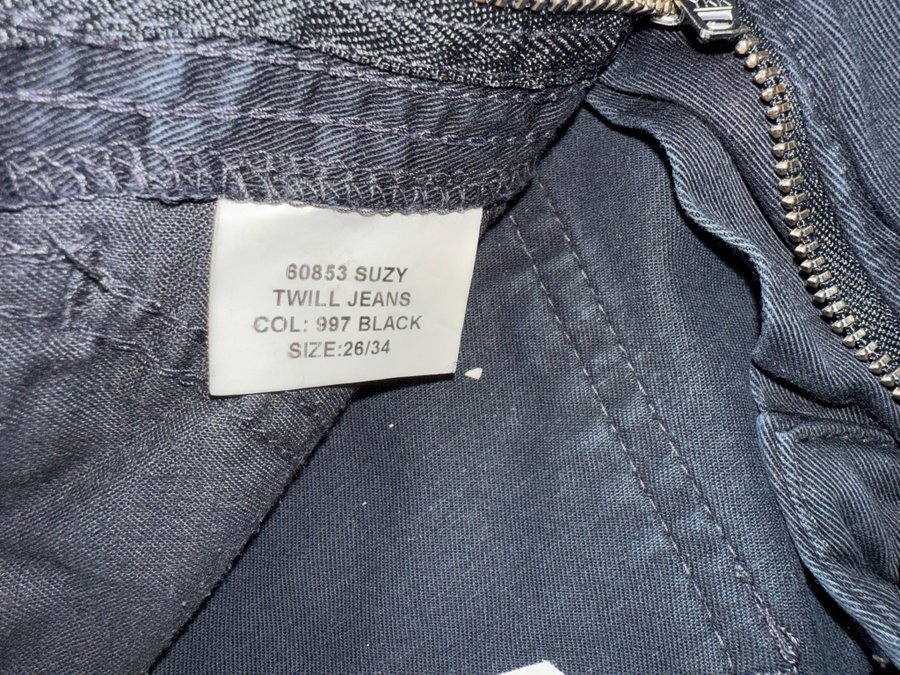 60853 SUZY
TWILL JEANS
COL: 997 BLACK
SIZE:26/34